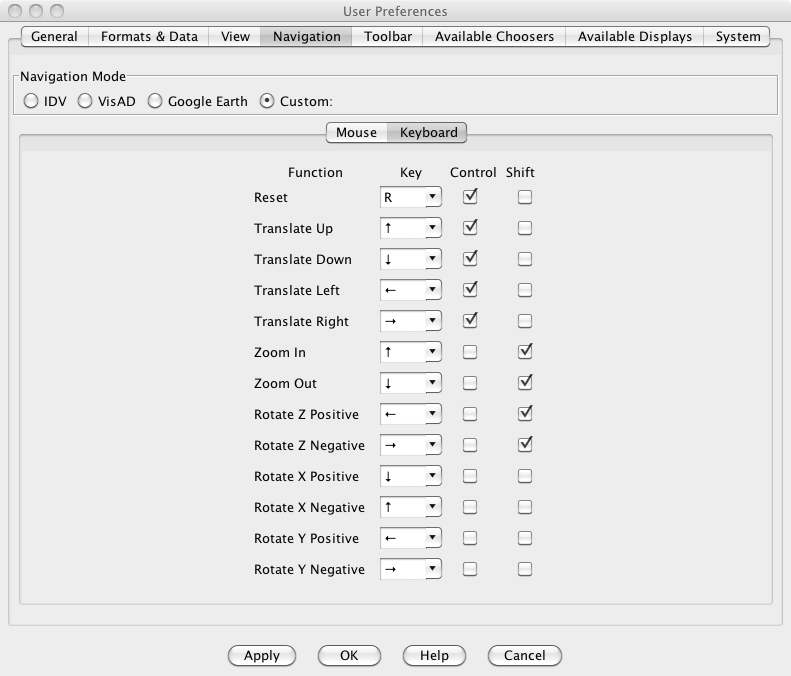 User Preferences
General Formats & Data View Navigation Toolbar Available Choosers Available Displays System
Navigation Mode
IDV VisAD Google Earth Custom:
Mouse Keyboard
Function Key Control Shift
Reset R
Translate Up ↑
Translate Down ↓
Translate Left ←
Translate Right →
Zoom In ↑
Zoom Out ↓
Rotate Z Positive ←
Rotate Z Negative →
Rotate X Positive ↓
Rotate X Negative ↑
Rotate Y Positive ←
Rotate Y Negative →
Apply OK Help Cancel